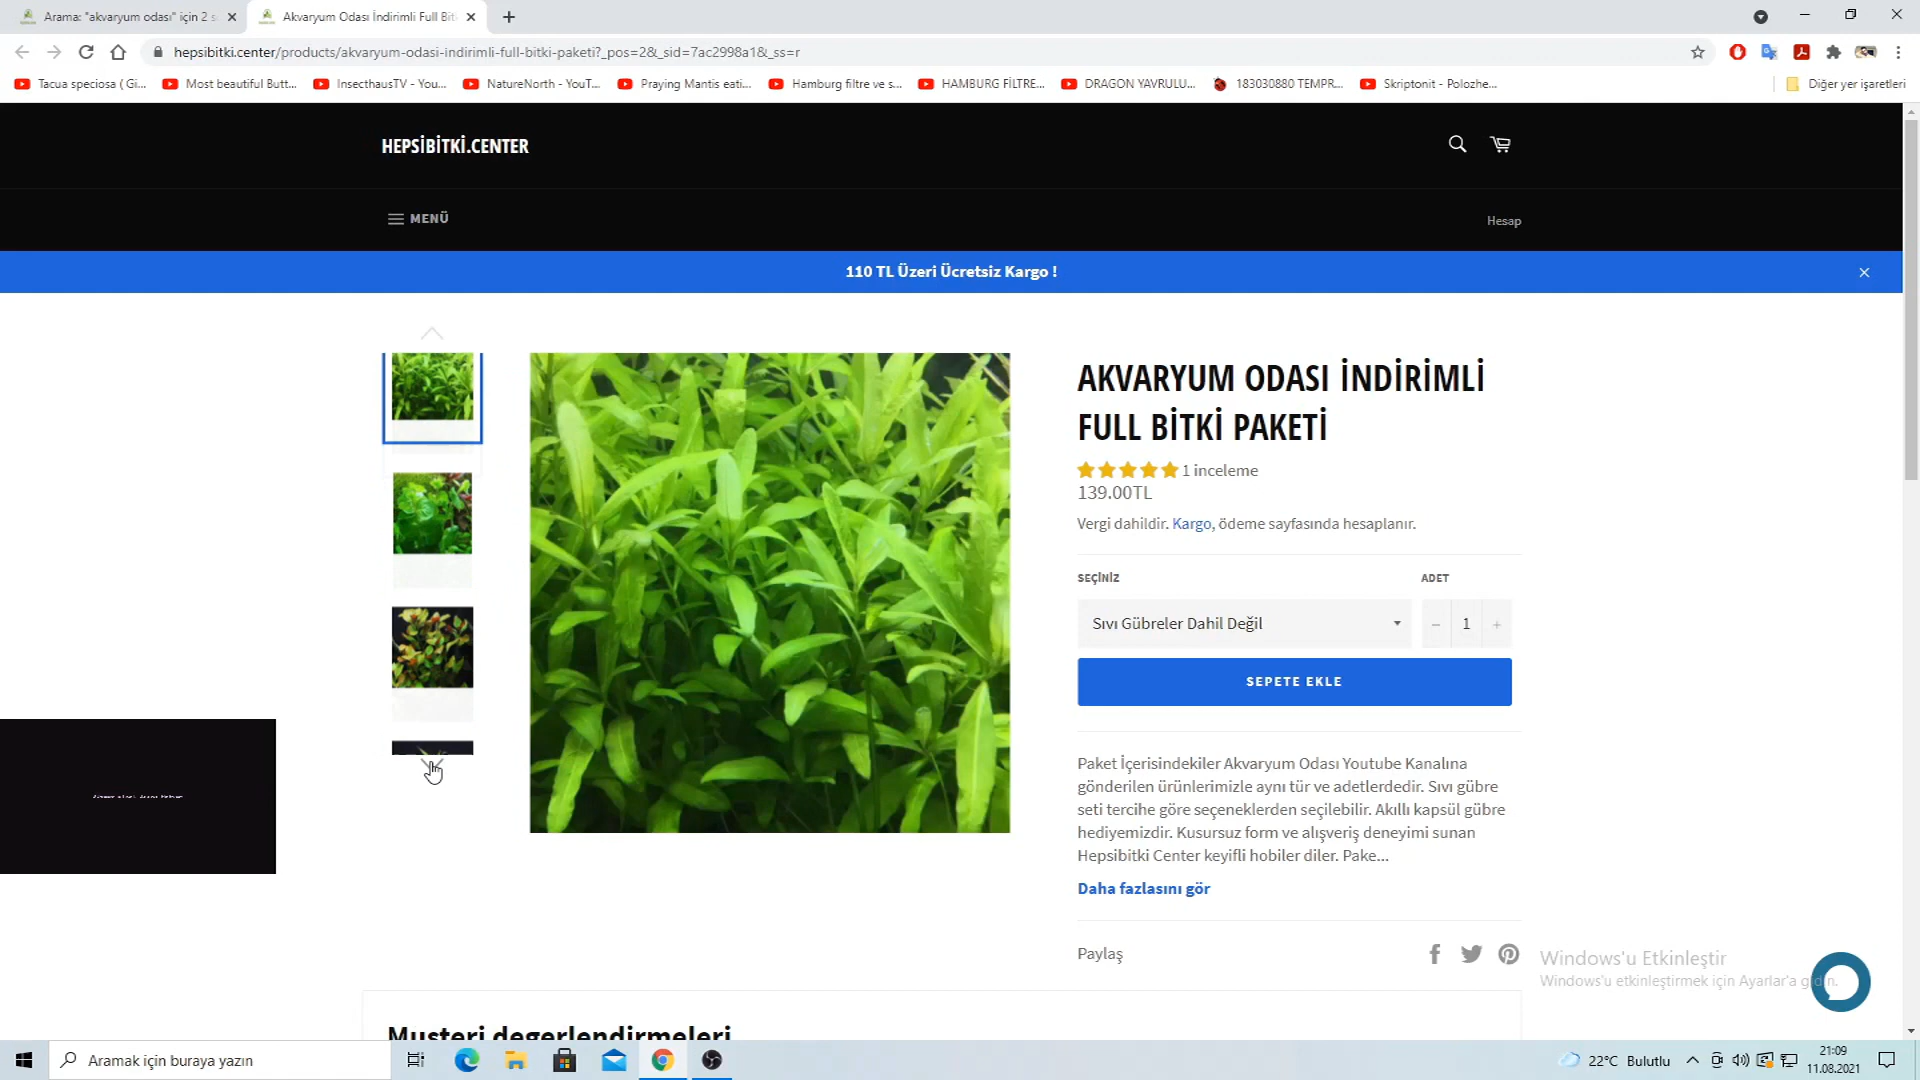 Arama: "akvaryum odası" için 2 s
Akvaryum Odası İndirimli Full Bit
hepsibitki.center/products/akvaryum-odasi-indirimli-full-bitki-paketi?_pos=2&_sid=7ac2998a1&_ss=r
Tacua speciosa ( Gi...
Most beautiful Butt...
InsecthausTV - You...
NatureNorth - YouT...
Praying Mantis eati...
Hamburg filtre ve s...
HAMBURG FİLTRE...
DRAGON YAVRULU...
183030880 TEMPR...
Skriptonit - Polozhe...
Diğer yer işaretleri
HEPSİBİTKİ.CENTER
MENÜ
Hesap
110 TL Üzeri Ücretsiz Kargo !
AKVARYUM ODASI İNDİRİMLİ
FULL BİTKİ PAKETİ
1 inceleme
139.00TL
Vergi dahildir. Kargo, ödeme sayfasında hesaplanır.
SEÇİNİZ
ADET
Sıvı Gübreler Dahil Değil
− 1 +
SEPETE EKLE
Paket İçerisindekiler Akvaryum Odası Youtube Kanalına
gönderilen ürünlerimizle aynı tür ve adetlerdedir. Sıvı gübre
seti tercihe göre seçeneklerden seçilebilir. Akıllı kapsül gübre
hediyemizdir. Kusursuz form ve alışveriş deneyimi sunan
Hepsibitki Center keyifli hobiler diler. Pake...
Daha fazlasını gör
Paylaş
Windows'u Etkinleştir
Windows'u etkinleştirmek için Ayarlar'a gidin.
Musteri degerlendirmeleri
Aramak için buraya yazın
22°C Bulutlu
21:09
11.08.2021